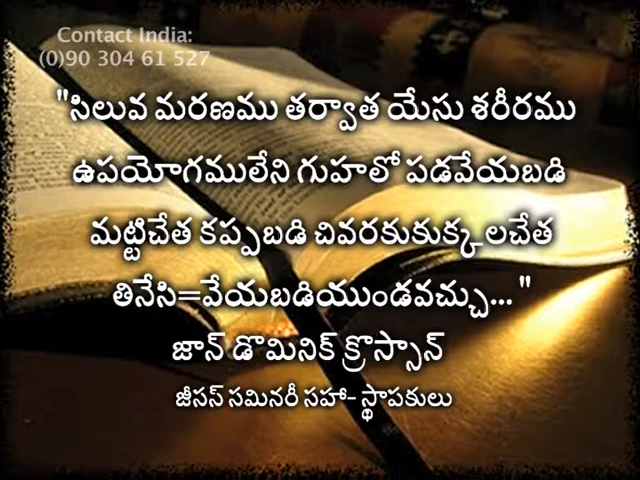 Contact India:
(0)90 304 61 527
"సిలువ మరణము తర్వాత యేసు శరీరము
ఉపయోగములేని గుహలో పడవేయబడి
మట్టిచేత కప్పబడి చివరకుకుక్కలచేత
తినేసి=వేయబడియుండవచ్చు... "
జాన్ డొమినిక్ క్రొస్సాన్
జీసస్ సమినరీ సహా- స్థాపకులు